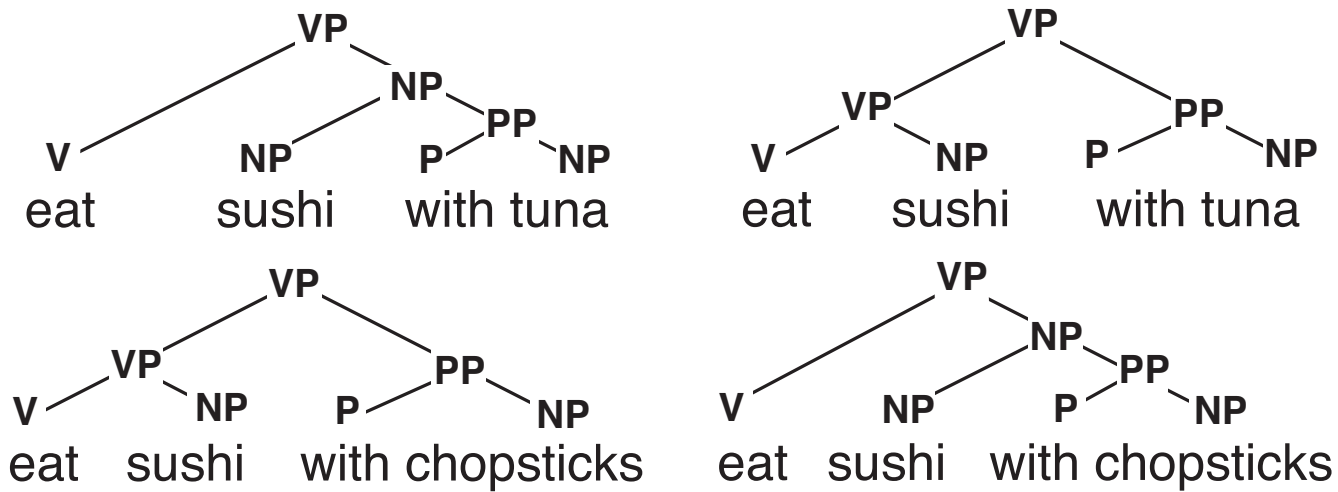 VP VP
NP
VP
PP PP
V NP P NP V NP P NP
eat sushi with tuna eat sushi with tuna
VP VP
NP
VP PP PP
V NP P NP V NP P NP
eat sushi with chopsticks eat sushi with chopsticks